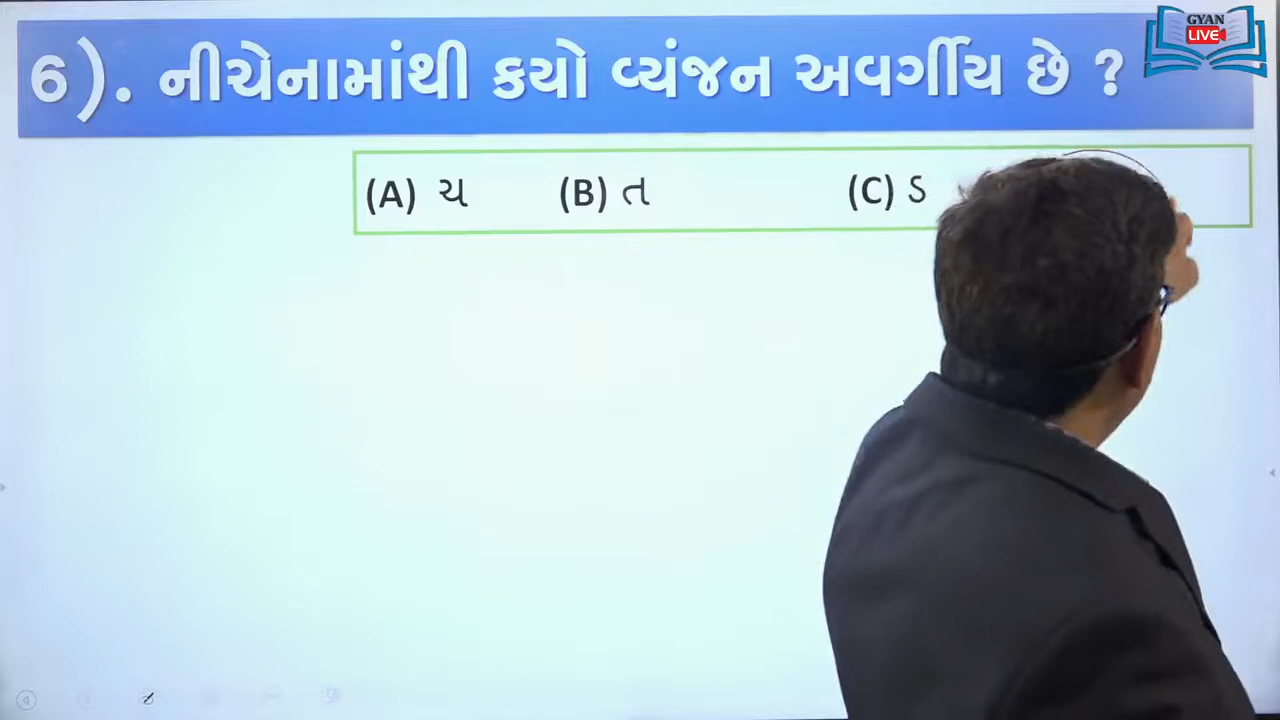 6). નીચેનામાંથી કયો વ્યંજન અવર્ગીય છે ?
GYAN
LIVE
(A) ચ (B) ત (C) ડ